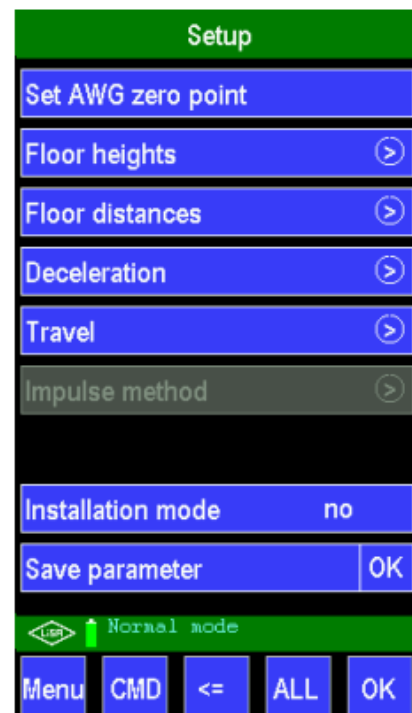 Setup
Set AWG zero point
Floor heights
Floor distances
Deceleration
Travel
Impulse method
Installation mode no
Save parameter OK
LiSA Normal mode
Menu CMD <= ALL OK